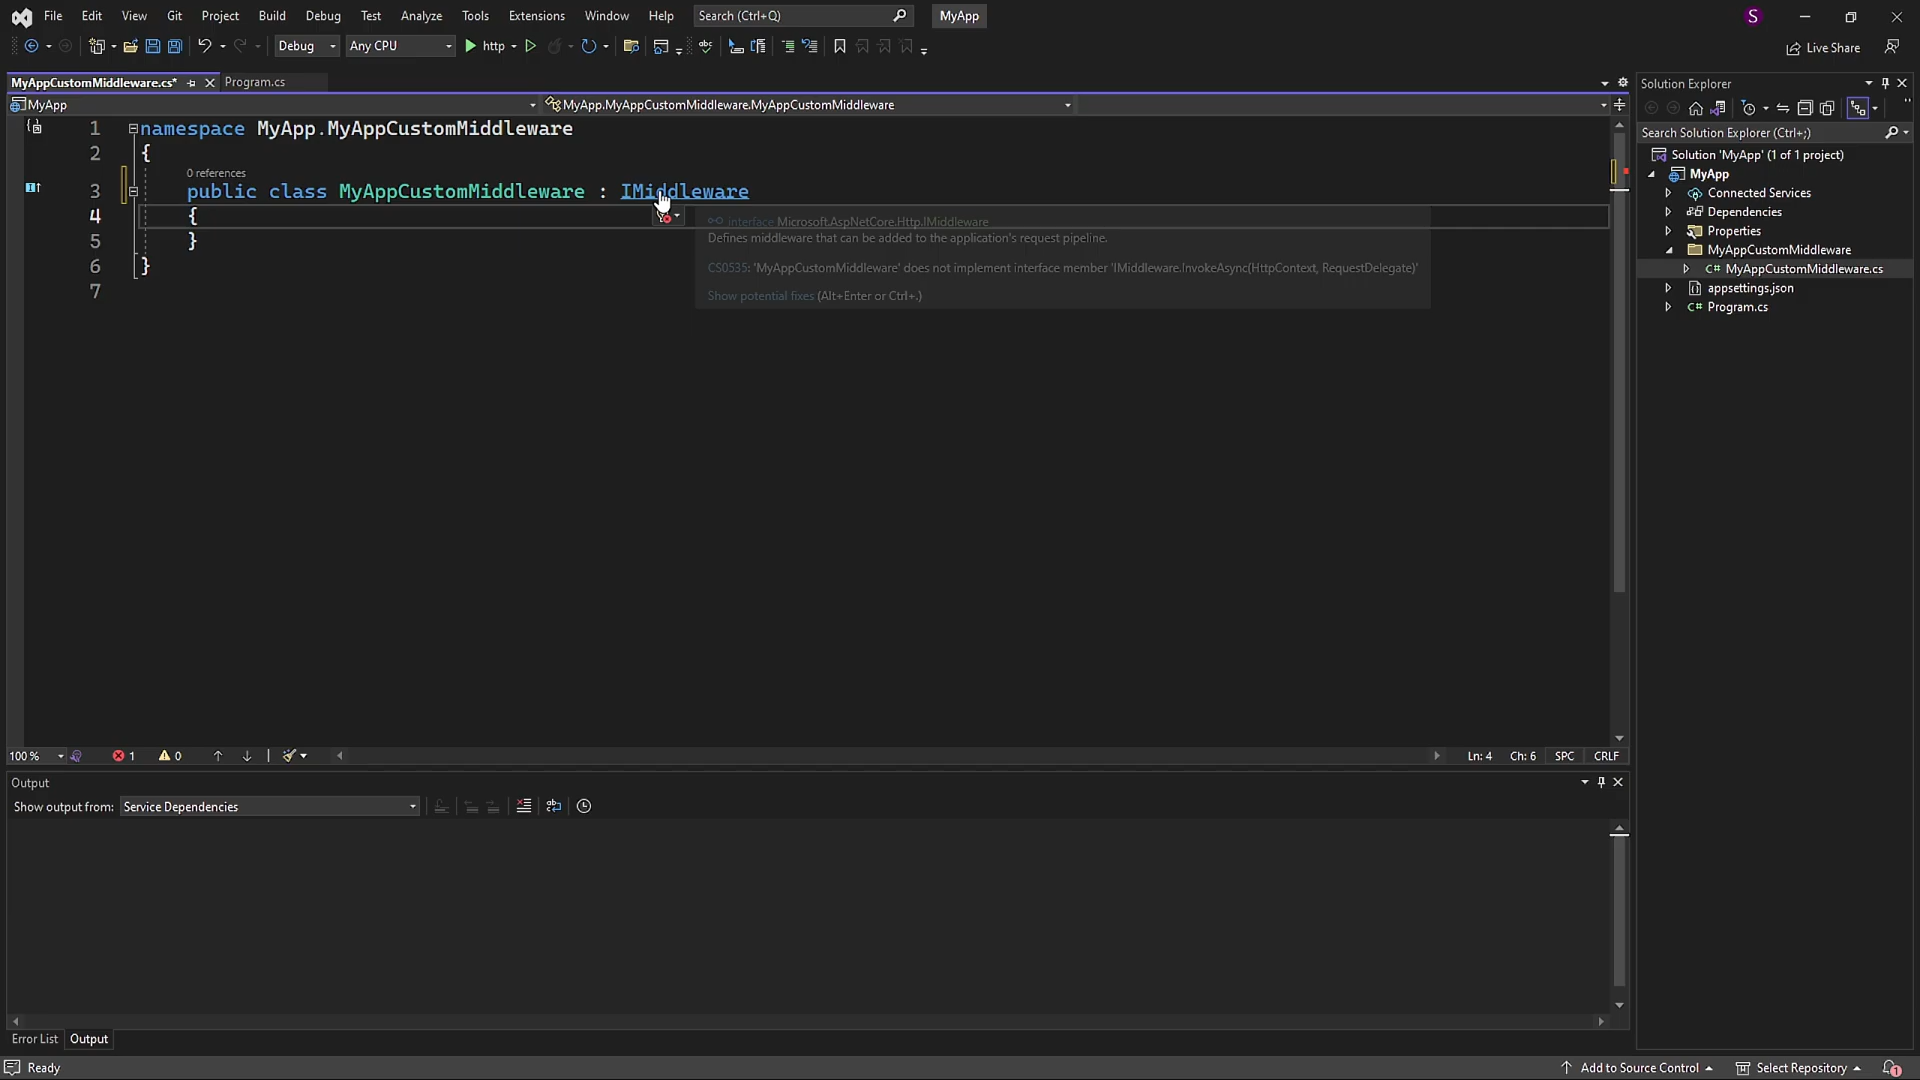 File Edit View Git Project Build Debug Test Analyze Tools Extensions Window Help Search (Ctrl+Q) MyApp S
Debug Any CPU http Live Share
MyAppCustomMiddleware.cs* Program.cs
MyApp MyApp.MyAppCustomMiddleware.MyAppCustomMiddleware
1 namespace MyApp.MyAppCustomMiddleware
2 {
0 references
3 public class MyAppCustomMiddleware : IMiddleware
4 {
5 }
6 }
7
interface Microsoft.AspNetCore.Http.IMiddleware
Defines middleware that can be added to the application's request pipeline.
CS0535: 'MyAppCustomMiddleware' does not implement interface member 'IMiddleware.InvokeAsync(HttpContext, RequestDelegate)'
Show potential fixes (Alt+Enter or Ctrl+.)
Solution Explorer
Search Solution Explorer (Ctrl+;)
Solution 'MyApp' (1 of 1 project)
MyApp
Connected Services
Dependencies
Properties
MyAppCustomMiddleware
C# MyAppCustomMiddleware.cs
appsettings.json
C# Program.cs
100 % 1 0 Ln: 4 Ch: 6 SPC CRLF
Output
Show output from: Service Dependencies
Error List Output
Ready Add to Source Control Select Repository 1